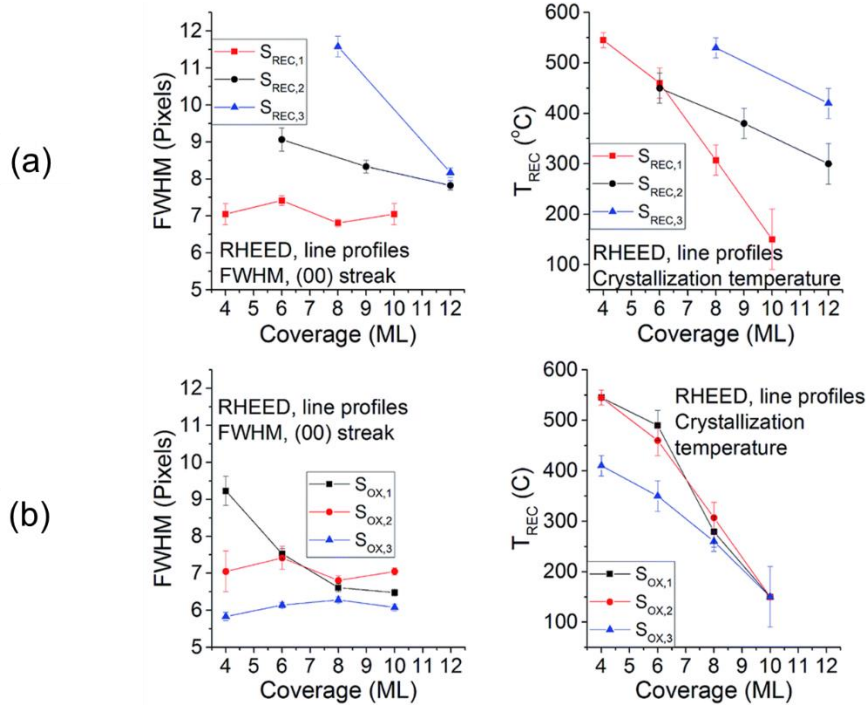 (a)
FWHM (Pixels)
12
11
10
9
8
7
6
5
S_REC,1
S_REC,2
S_REC,3
RHEED, line profiles
FWHM, (00) streak
4 5 6 7 8 9 10 11 12
Coverage (ML)
T_REC (°C)
600
500
400
300
200
100
S_REC,1
S_REC,2
S_REC,3
RHEED, line profiles
Crystallization temperature
4 5 6 7 8 9 10 11 12
Coverage (ML)
(b)
FWHM (Pixels)
12
11
10
9
8
7
6
5
RHEED, line profiles
FWHM, (00) streak
S_OX,1
S_OX,2
S_OX,3
4 5 6 7 8 9 10 11 12
Coverage (ML)
T_REC (C)
600
500
400
300
200
100
RHEED, line profiles
Crystallization
temperature
S_OX,1
S_OX,2
S_OX,3
4 5 6 7 8 9 10 11 12
Coverage (ML)